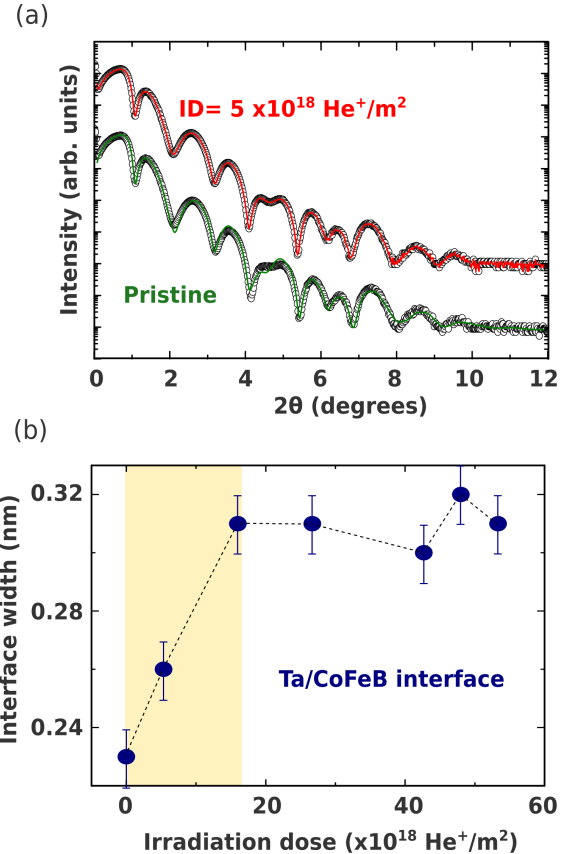 (a)
ID= 5 x10¹⁸ He⁺/m²
Pristine
Intensity (arb. units)
0 2 4 6 8 10 12
2θ (degrees)
(b)
0.32
0.28
0.24
Interface width (nm)
Ta/CoFeB interface
0 20 40 60
Irradiation dose (x10¹⁸ He⁺/m²)